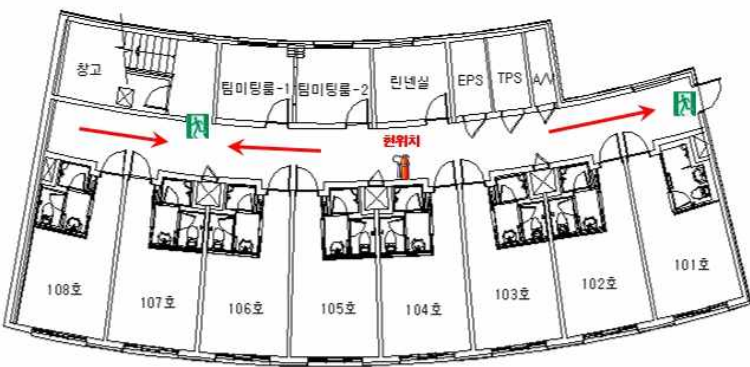 창고
팀미팅룸-1
팀미팅룸-2
린넨실
EPS
TPS
A/V
현위치
108호
107호
106호
105호
104호
103호
102호
101호